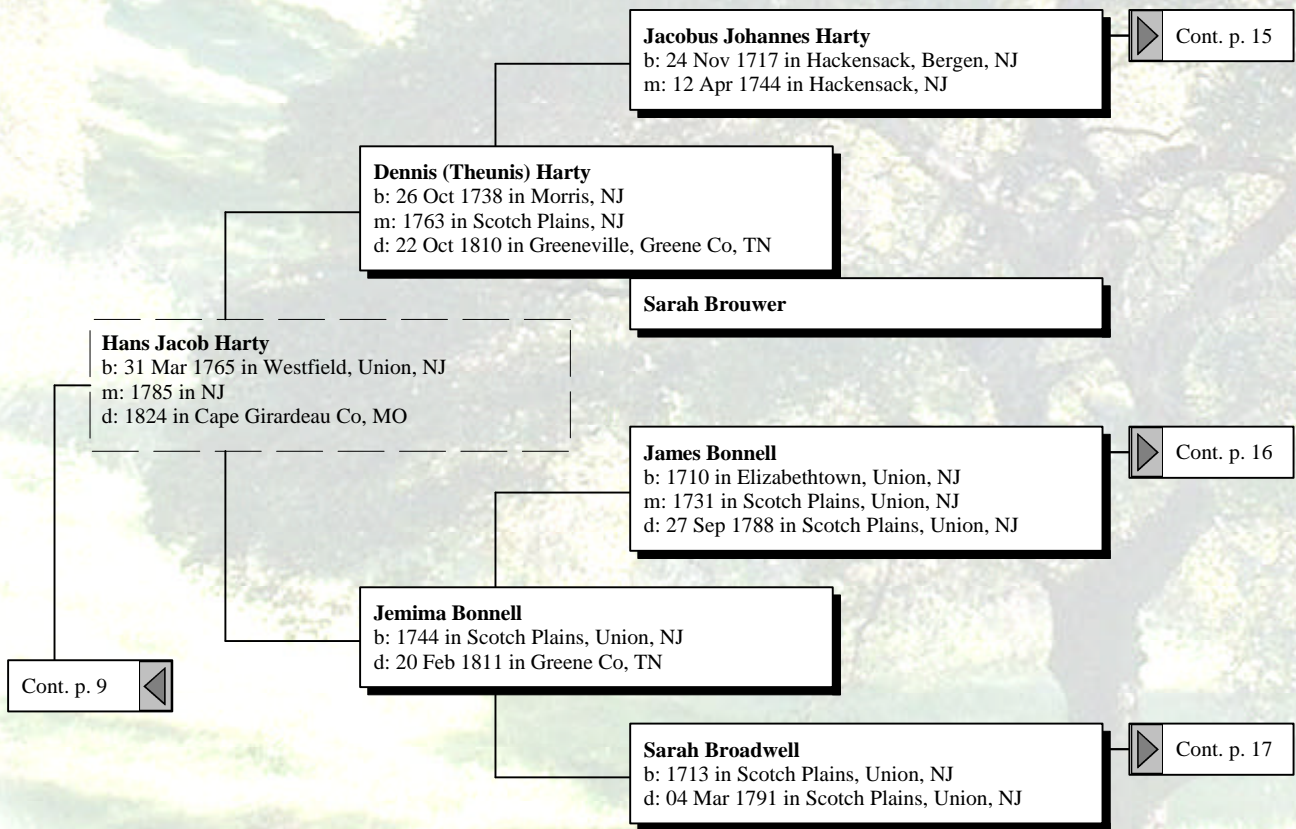 Jacobus Johannes Harty
b: 24 Nov 1717 in Hackensack, Bergen, NJ
m: 12 Apr 1744 in Hackensack, NJ
Cont. p. 15
Dennis (Theunis) Harty
b: 26 Oct 1738 in Morris, NJ
m: 1763 in Scotch Plains, NJ
d: 22 Oct 1810 in Greeneville, Greene Co, TN
Sarah Brouwer
Hans Jacob Harty
b: 31 Mar 1765 in Westfield, Union, NJ
m: 1785 in NJ
d: 1824 in Cape Girardeau Co, MO
James Bonnell
b: 1710 in Elizabethtown, Union, NJ
m: 1731 in Scotch Plains, Union, NJ
d: 27 Sep 1788 in Scotch Plains, Union, NJ
Cont. p. 16
Jemima Bonnell
b: 1744 in Scotch Plains, Union, NJ
d: 20 Feb 1811 in Greene Co, TN
Cont. p. 9
Sarah Broadwell
b: 1713 in Scotch Plains, Union, NJ
d: 04 Mar 1791 in Scotch Plains, Union, NJ
Cont. p. 17